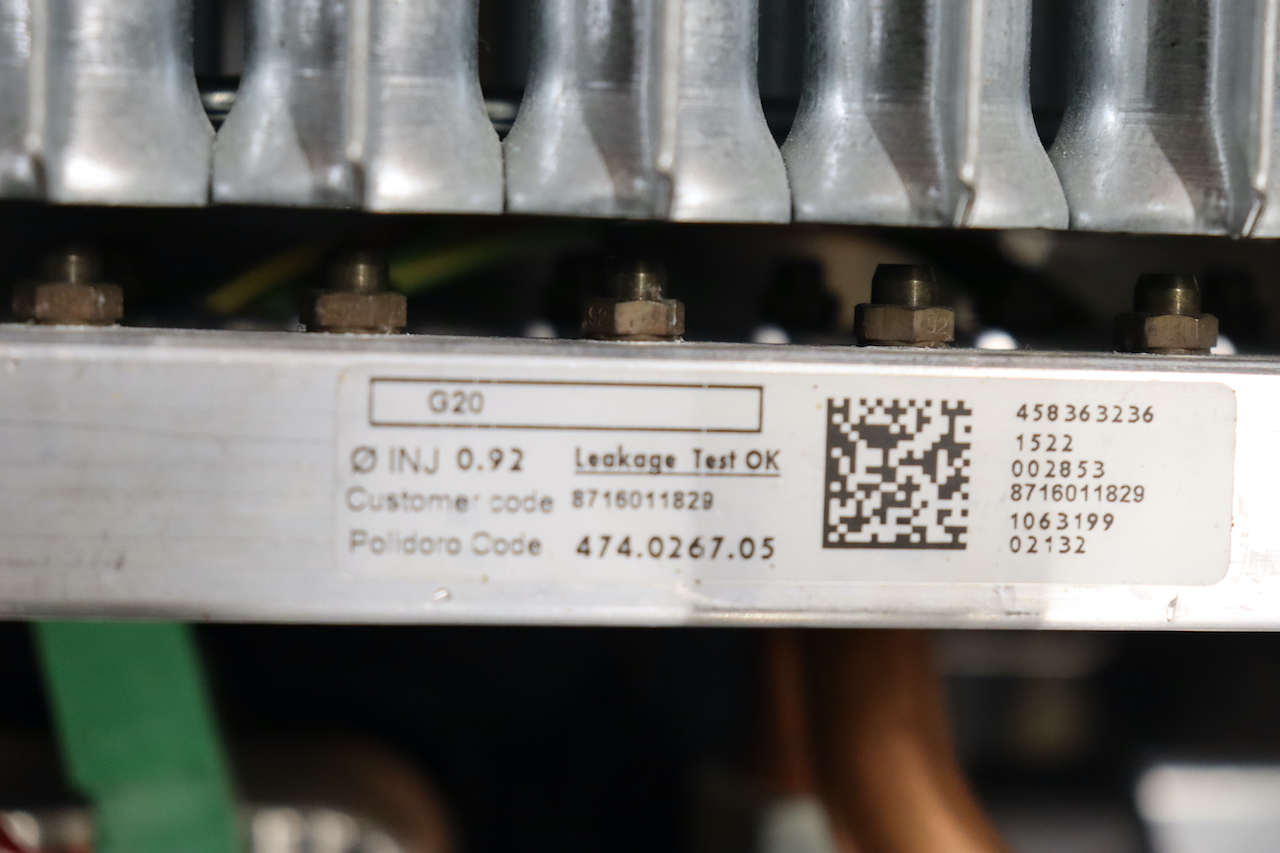 G20
Ø INJ 0.92 Leakage Test OK
Customer code 8716011829
Polidoro Code 474.0267.05
458363236
1522
002853
8716011829
1063199
02132
92